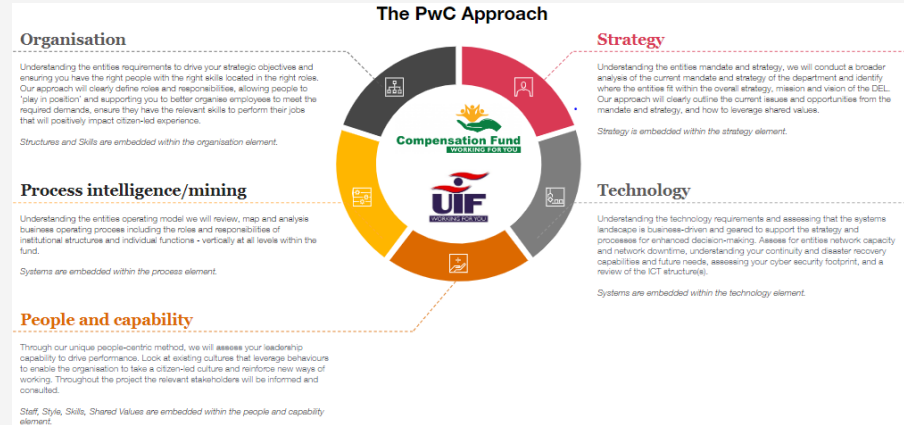 The PwC Approach
Organisation
Understanding the entities requirements to drive your strategic objectives and
ensuring you have the right people with the right skills located in the right roles.
Our approach will clearly define roles and responsibilities, allowing people to
'play in position' and supporting you to better organise employees to meet the
required demands, ensure they have the relevant skills to perform their jobs
that will positively impact citizen-led experience.
Structures and Skills are embedded within the organisation element.
Process intelligence/mining
Understanding the entities operating model we will review, map and analysis
business operating process including the roles and responsibilities of
institutional structures and individual functions - vertically at all levels within the
fund.
Systems are embedded within the process element.
People and capability
Through our unique people-centric method, we will assess your leadership
capability to drive performance. Look at existing cultures that leverage behaviours
to enable the organisation to take a citizen-led culture and reinforce new ways of
working. Throughout the project the relevant stakeholders will be informed and
consulted.
Staff, Style, Skills, Shared Values are embedded within the people and capability
element.
Compensation Fund
WORKING FOR YOU
UIF
WORKING FOR YOU
Strategy
Understanding the entities mandate and strategy, we will conduct a broader
analysis of the current mandate and strategy of the department and identify
where the entities fit within the overall strategy, mission and vision of the DEL.
Our approach will clearly outline the current issues and opportunities from the
mandate and strategy, and how to leverage shared values.
Strategy is embedded within the strategy element.
Technology
Understanding the technology requirements and assessing that the systems
landscape is business-driven and geared to support the strategy and
processes for enhanced decision-making. Assess for entities network capacity
and network downtime, understanding your continuity and disaster recovery
capabilities and future needs, assessing your cyber security footprint, and a
review of the ICT structure(s).
Systems are embedded within the technology element.